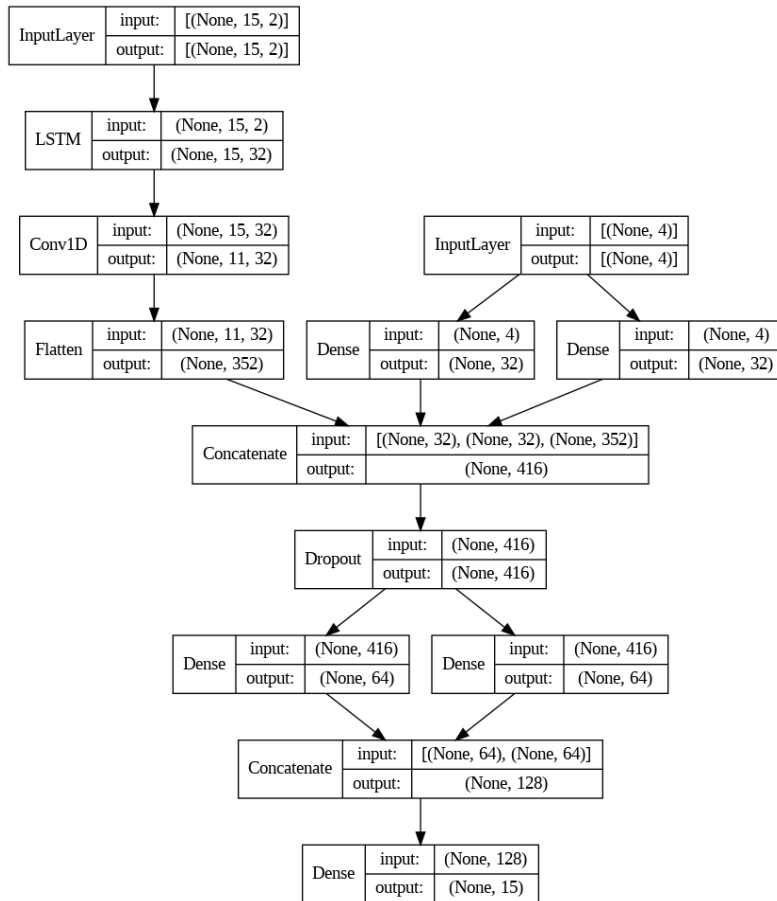 InputLayer
input: [(None, 15, 2)]
output: [(None, 15, 2)]
LSTM
input: (None, 15, 2)
output: (None, 15, 32)
Conv1D
input: (None, 15, 32)
output: (None, 11, 32)
InputLayer
input: [(None, 4)]
output: [(None, 4)]
Flatten
input: (None, 11, 32)
output: (None, 352)
Dense
input: (None, 4)
output: (None, 32)
Dense
input: (None, 4)
output: (None, 32)
Concatenate
input: [(None, 32), (None, 32), (None, 352)]
output: (None, 416)
Dropout
input: (None, 416)
output: (None, 416)
Dense
input: (None, 416)
output: (None, 64)
Dense
input: (None, 416)
output: (None, 64)
Concatenate
input: [(None, 64), (None, 64)]
output: (None, 128)
Dense
input: (None, 128)
output: (None, 15)